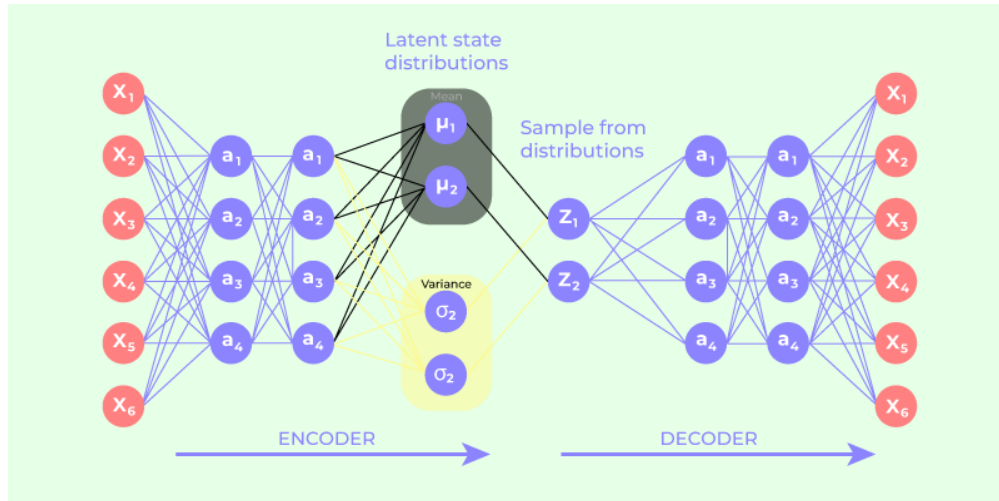 Latent state
distributions
Mean
μ₁
μ₂
Variance
σ₂
σ₂
Sample from
distributions
X₁
X₂
X₃
X₄
X₅
X₆
a₁
a₂
a₃
a₄
a₁
a₂
a₃
a₄
Z₁
Z₂
a₁
a₂
a₃
a₄
a₁
a₂
a₃
a₄
X₁
X₂
X₃
X₄
X₅
X₆
ENCODER
DECODER